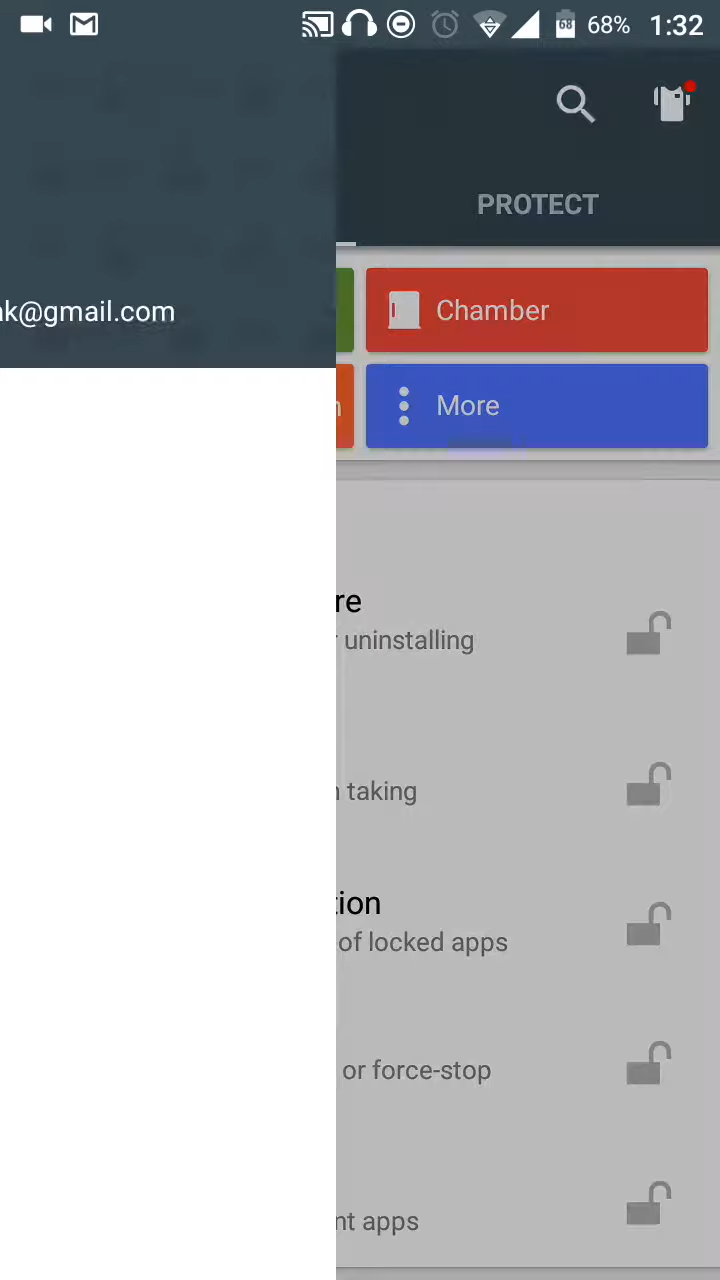 68 68% 1:32
PROTECT
k@gmail.com
Chamber
More
re
uninstalling
taking
tion
of locked apps
or force-stop
nt apps